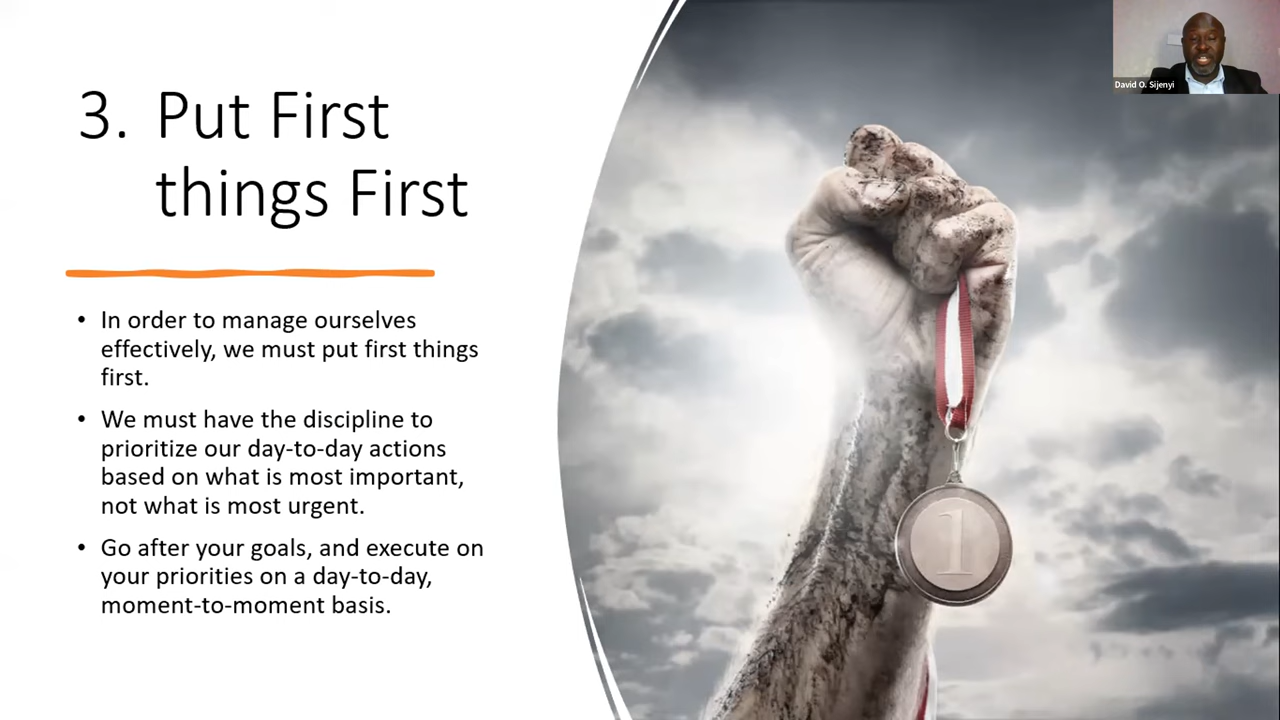 3. Put First
things First
• In order to manage ourselves
effectively, we must put first things
first.
• We must have the discipline to
prioritize our day-to-day actions
based on what is most important,
not what is most urgent.
• Go after your goals, and execute on
your priorities on a day-to-day,
moment-to-moment basis.
1
David O. Sijenyi